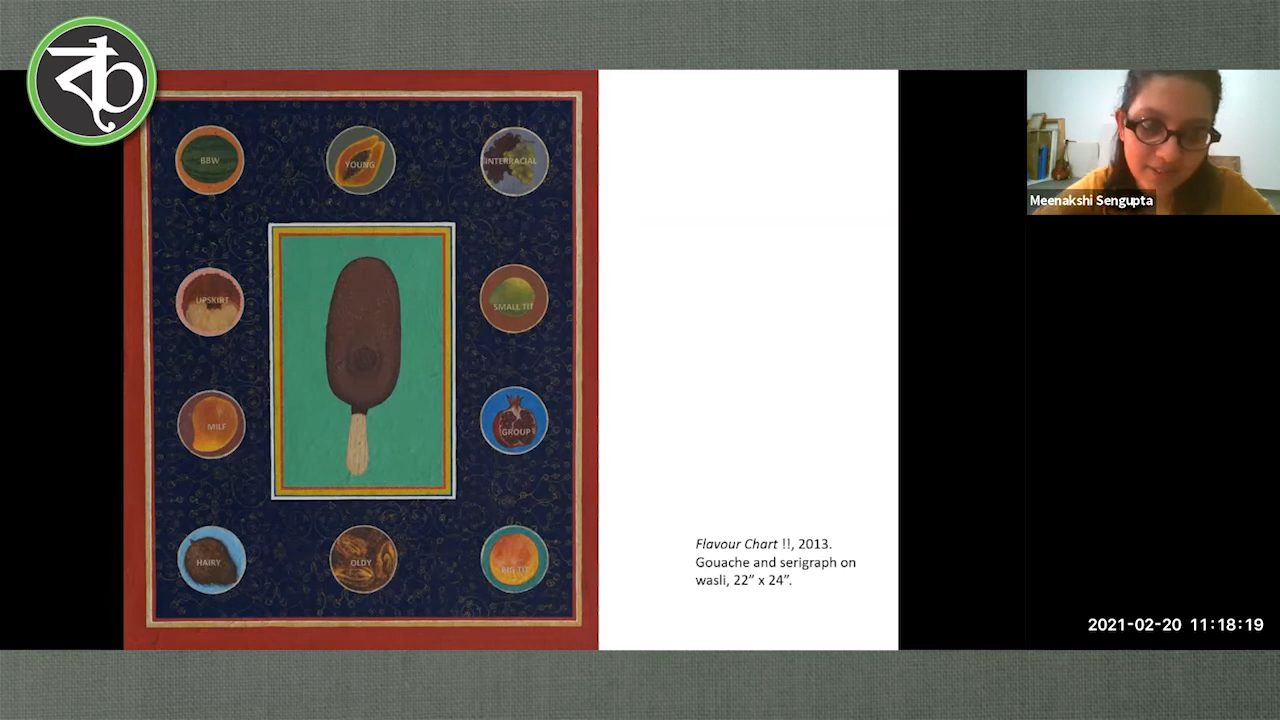 BBW
YOUNG
INTERRACIAL
UPSKIRT
SMALL TIT
MILF
GROUP
HAIRY
OLDY
BIG TIT
Flavour Chart !!, 2013.
Gouache and serigraph on
wasli, 22” x 24”.
Meenakshi Sengupta
2021-02-20 11:18:19